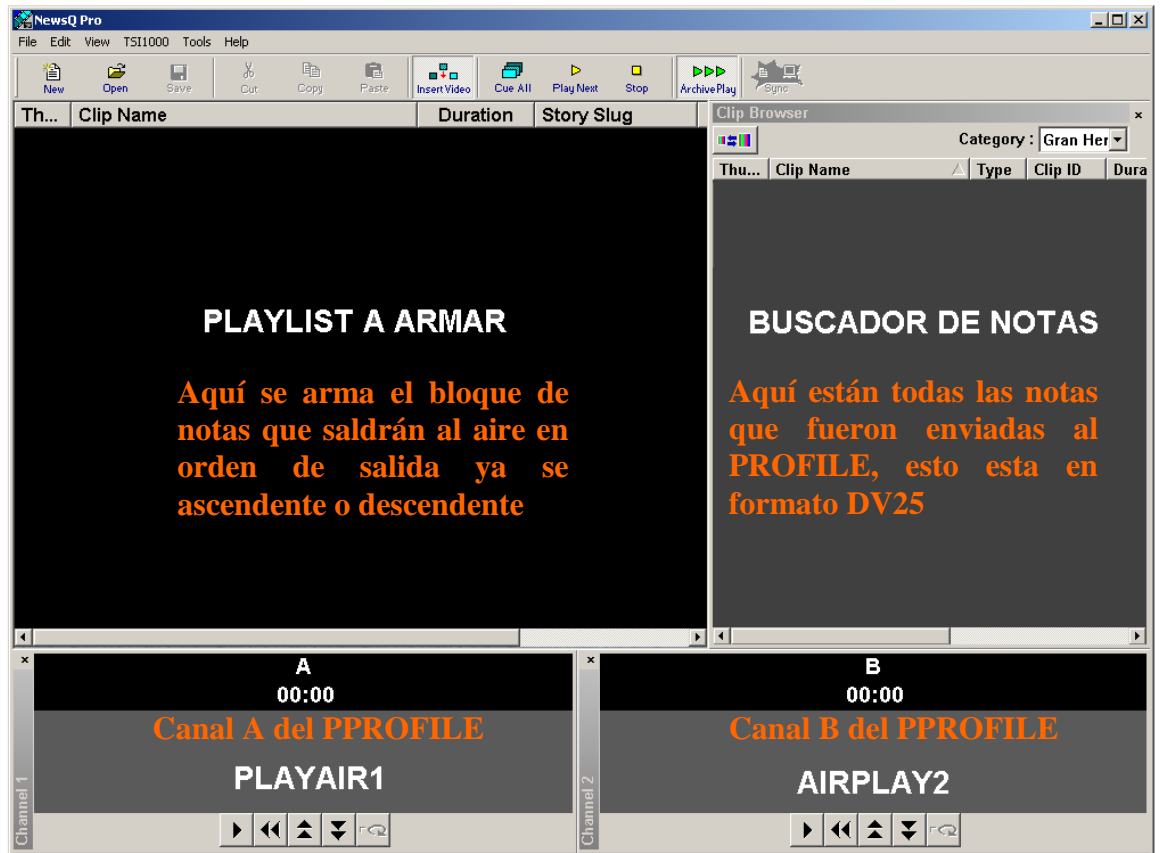 NewsQ Pro
File Edit View TSI1000 Tools Help
New Open Save Cut Copy Paste Insert Video Cue All Play Next Stop Archive Play Sync
Th... Clip Name Duration Story Slug
Clip Browser
Category : Gran Her
Thu... Clip Name Type Clip ID Dura
PLAYLIST A ARMAR
Aquí se arma el bloque de
notas que saldrán al aire en
orden de salida ya se
ascendente o descendente
BUSCADOR DE NOTAS
Aquí están todas las notas
que fueron enviadas al
PROFILE, esto esta en
formato DV25
Channel 1
A
00:00
Canal A del PPROFILE
PLAYAIR1
Channel 2
B
00:00
Canal B del PPROFILE
AIRPLAY2